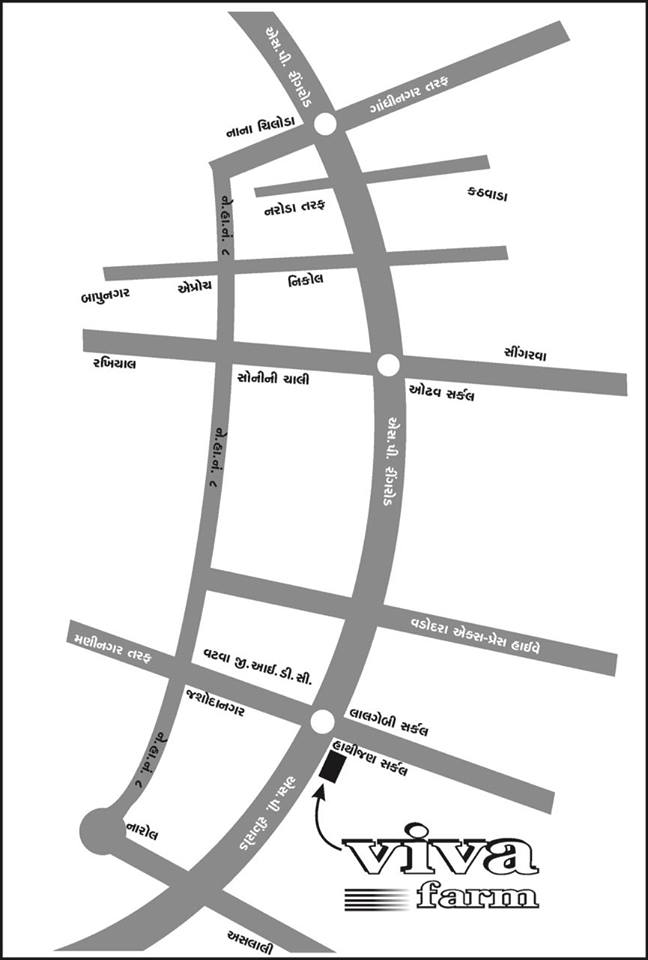 એસ.પી. રીંગરોડ
ગાંધીનગર તરફ
નાના ચિલોડા
કઠવાડા
નરોડા તરફ
ને.હા.નં. ૮
બાપુનગર
એપ્રોચ
નિકોલ
રખિયાલ
સોનીની ચાલી
સીંગરવા
ઓઢવ સર્કલ
એસ.પી. રીંગરોડ
ને.હા.નં. ૮
વડોદરા એક્સ-પ્રેસ હાઈવે
મણીનગર તરફ
વટવા જી.આઈ.ડી.સી.
જશોદાનગર
લાલગેબી સર્કલ
હાથીજણ સર્કલ
ને.હા.નં. ૮
એસ.પી. રીંગરોડ
નારોલ
viva
farm
અસલાલી